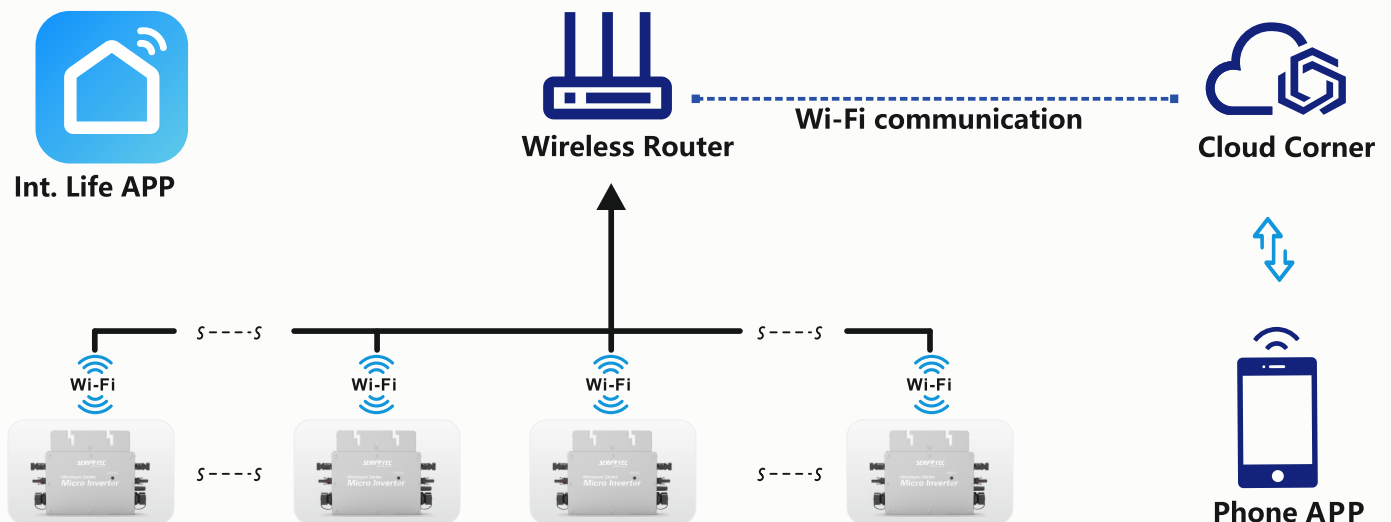 Wi-Fi communication
Wireless Router
Cloud Corner
Int. Life APP
Wi-Fi
Wi-Fi
Wi-Fi
Wi-Fi
Micro Inverter
Micro Inverter
Micro Inverter
Micro Inverter
Phone APP